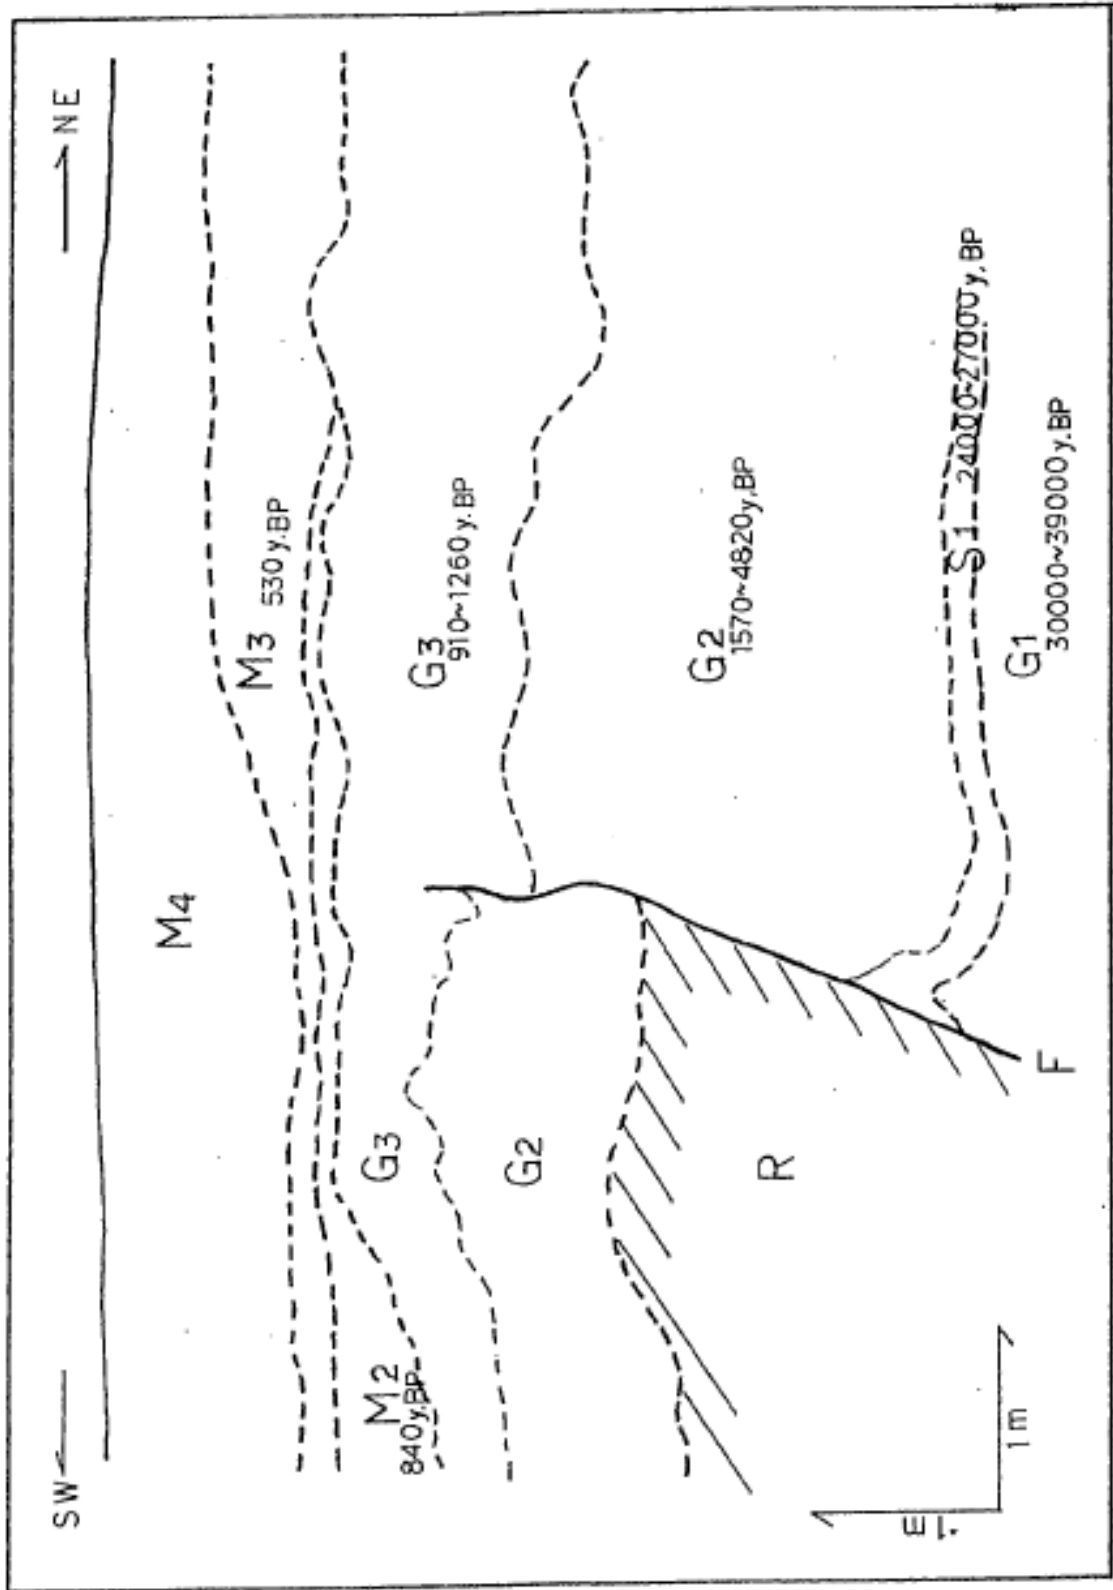 SW
NE
M4
M3 530y.BP
M2
840y.BP
G3
G3
910~1260y.BP
G2
G2
1570~4820y.BP
S1 24000~27000y.BP
G1
30000~39000y.BP
R
F
1m
1m